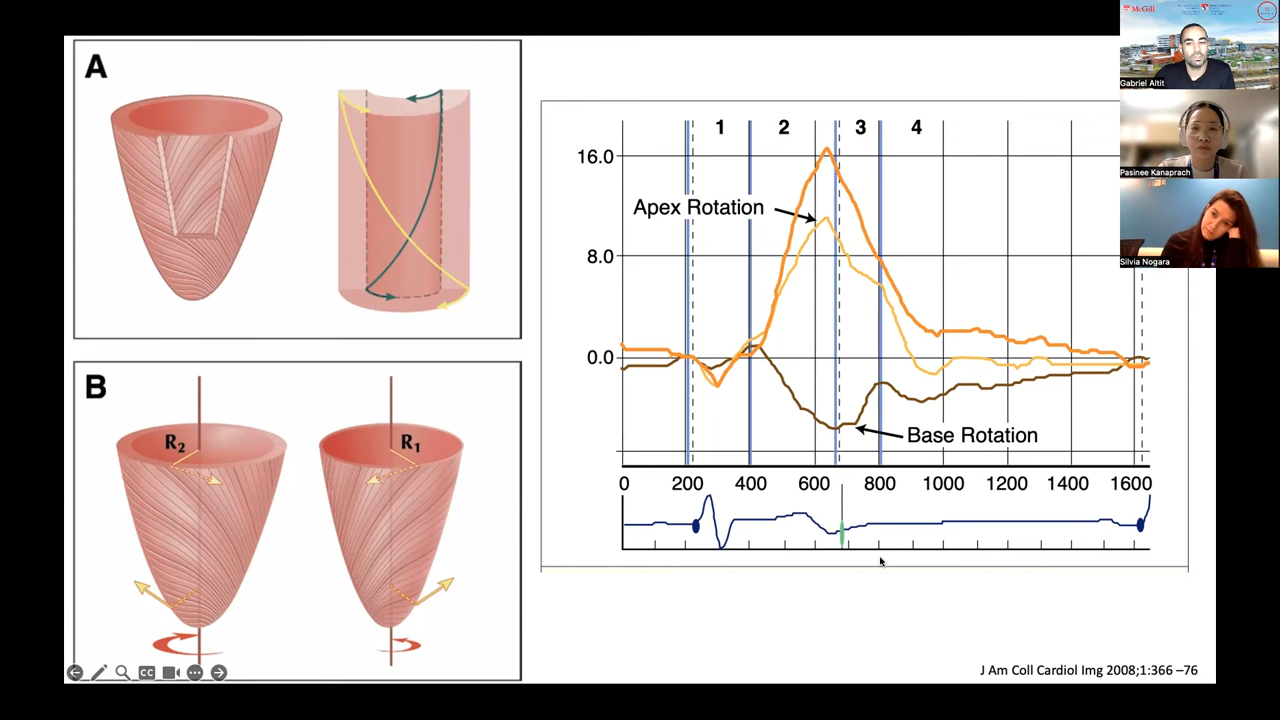 A
B
R₂
R₁
1 2 3 4
16.0
Apex Rotation
8.0
0.0
Base Rotation
0 200 400 600 800 1000 1200 1400 1600
J Am Coll Cardiol Img 2008;1:366 –76
CC
McGill
Gabriel Altit
Pasinee Kanaprach
Silvia Nogara